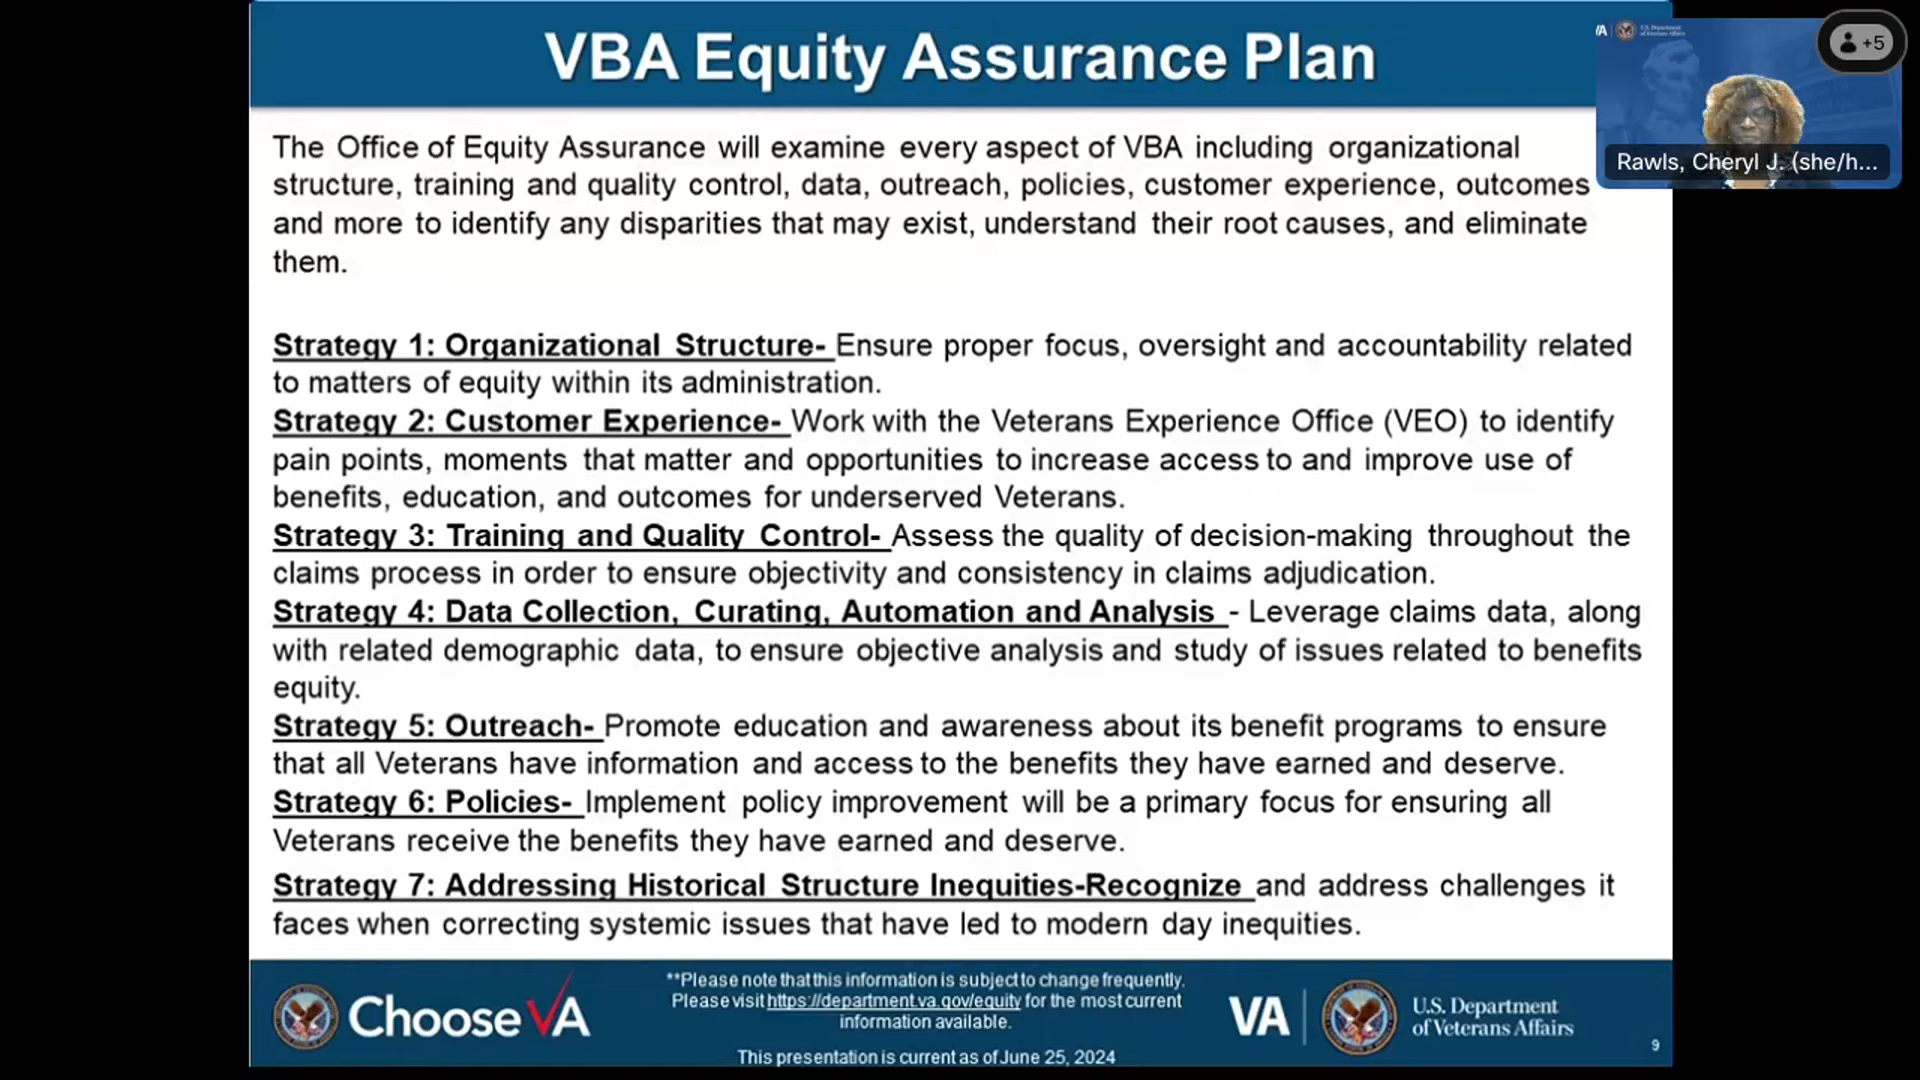 VBA Equity Assurance Plan
VA
U.S. Department
of Veterans Affairs
+5
Rawls, Cheryl J. (she/h...
The Office of Equity Assurance will examine every aspect of VBA including organizational
structure, training and quality control, data, outreach, policies, customer experience, outcomes
and more to identify any disparities that may exist, understand their root causes, and eliminate
them.
Strategy 1: Organizational Structure- Ensure proper focus, oversight and accountability related
to matters of equity within its administration.
Strategy 2: Customer Experience- Work with the Veterans Experience Office (VEO) to identify
pain points, moments that matter and opportunities to increase access to and improve use of
benefits, education, and outcomes for underserved Veterans.
Strategy 3: Training and Quality Control- Assess the quality of decision-making throughout the
claims process in order to ensure objectivity and consistency in claims adjudication.
Strategy 4: Data Collection, Curating, Automation and Analysis - Leverage claims data, along
with related demographic data, to ensure objective analysis and study of issues related to benefits
equity.
Strategy 5: Outreach- Promote education and awareness about its benefit programs to ensure
that all Veterans have information and access to the benefits they have earned and deserve.
Strategy 6: Policies- Implement policy improvement will be a primary focus for ensuring all
Veterans receive the benefits they have earned and deserve.
Strategy 7: Addressing Historical Structure Inequities-Recognize and address challenges it
faces when correcting systemic issues that have led to modern day inequities.
Choose VA
**Please note that this information is subject to change frequently.
Please visit https://department.va.gov/equity for the most current
information available.
This presentation is current as of June 25, 2024
VA
U.S. Department
of Veterans Affairs
9